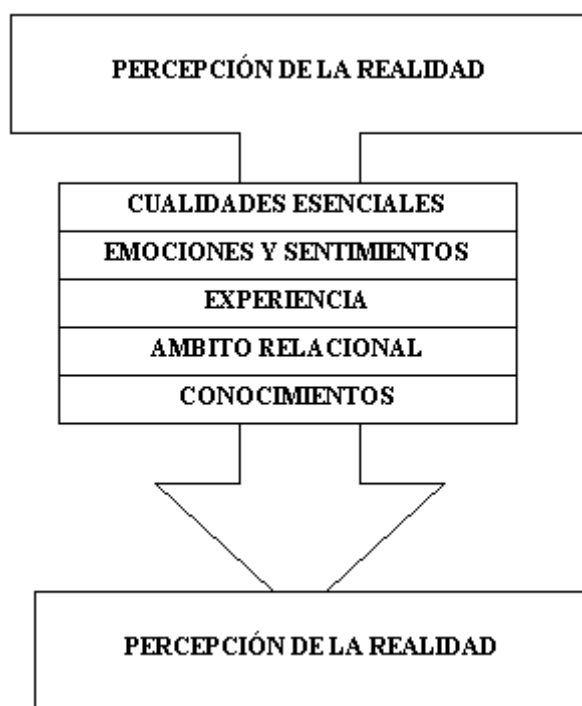 PERCEPCIÓN DE LA REALIDAD
CUALIDADES ESENCIALES
EMOCIONES Y SENTIMIENTOS
EXPERIENCIA
AMBITO RELACIONAL
CONOCIMIENTOS
PERCEPCIÓN DE LA REALIDAD